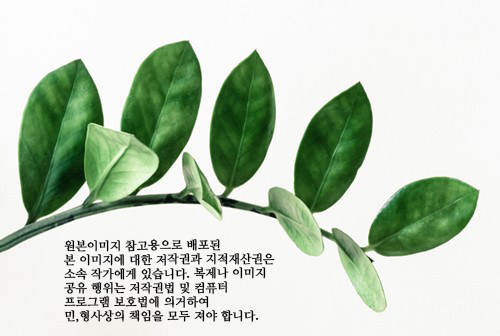 원본이미지 참고용으로 배포된
본 이미지에 대한 저작권과 지적재산권은
소속 작가에게 있습니다. 복제나 이미지
공유 행위는 저작권법 및 컴퓨터
프로그램 보호법에 의거하여
민,형사상의 책임을 모두 져야 합니다.